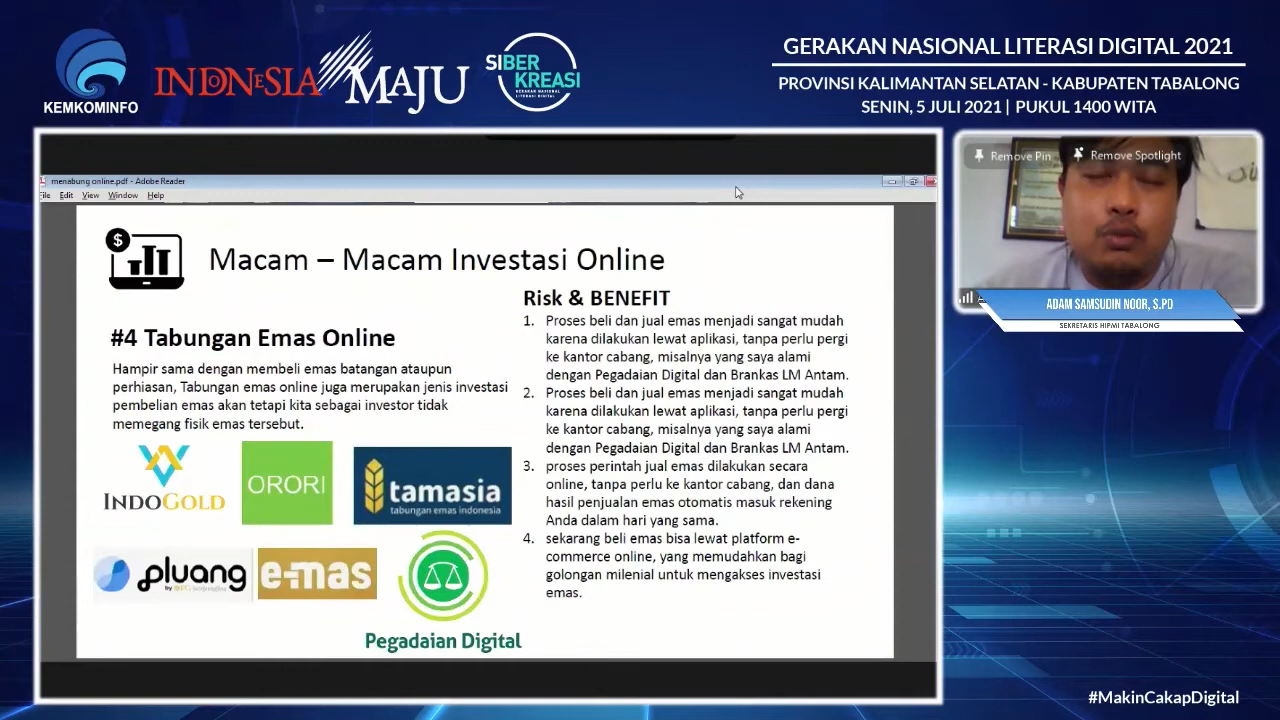 KEMKOMINFO
INDONESIA MAJU
SIBER KREASI
GERAKAN NASIONAL LITERASI DIGITAL 2021
PROVINSI KALIMANTAN SELATAN - KABUPATEN TABALONG
SENIN, 5 JULI 2021 | PUKUL 1400 WITA
menabung online.pdf - Adobe Reader
ile Edit View Window Help
Macam – Macam Investasi Online
#4 Tabungan Emas Online
Hampir sama dengan membeli emas batangan ataupun
perhiasan, Tabungan emas online juga merupakan jenis investasi
pembelian emas akan tetapi kita sebagai investor tidak
memegang fisik emas tersebut.
INDOGOLD
ORORI
tamasia
tabungan emas indonesia
pluang
e-mas
Pegadaian Digital
Risk & BENEFIT
1. Proses beli dan jual emas menjadi sangat mudah
karena dilakukan lewat aplikasi, tanpa perlu pergi
ke kantor cabang, misalnya yang saya alami
dengan Pegadaian Digital dan Brankas LM Antam.
2. Proses beli dan jual emas menjadi sangat mudah
karena dilakukan lewat aplikasi, tanpa perlu pergi
ke kantor cabang, misalnya yang saya alami
dengan Pegadaian Digital dan Brankas LM Antam.
3. proses perintah jual emas dilakukan secara
online, tanpa perlu ke kantor cabang, dan dana
hasil penjualan emas otomatis masuk rekening
Anda dalam hari yang sama.
4. sekarang beli emas bisa lewat platform e-
commerce online, yang memudahkan bagi
golongan milenial untuk mengakses investasi
emas.
Remove Pin
Remove Spotlight
ADAM SAMSUDIN NOOR, S.PD
SEKRETARIS HIPMI TABALONG
#MakinCakapDigital